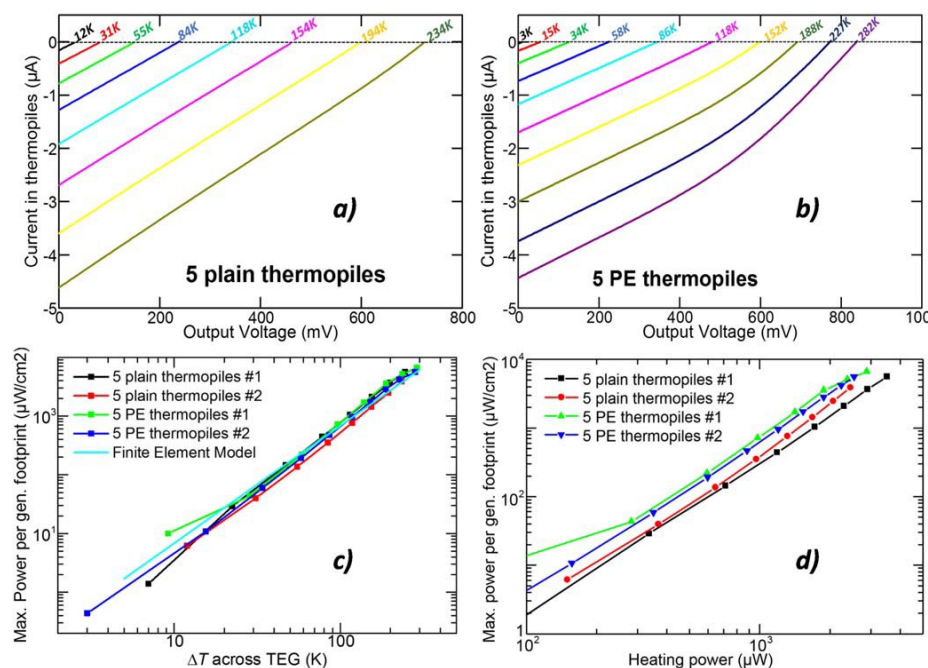 12K 31K 55K 84K 118K 154K 194K 234K
0
-1
-2
-3
-4
-5
Current in thermopiles (µA)
a)
5 plain thermopiles
0 200 400 600 800
Output Voltage (mV)
3K 15K 34K 58K 86K 118K 152K 188K 227K 282K
0
-1
-2
-3
-4
-5
Current in thermopiles (µA)
b)
5 PE thermopiles
0 200 400 600 800 100
Output Voltage (mV)
Max. Power per gen. footprint (µW/cm2)
10³
10¹
5 plain thermopiles #1
5 plain thermopiles #2
5 PE thermopiles #1
5 PE thermopiles #2
Finite Element Model
c)
10 100
ΔT across TEG (K)
Max. power per gen. footprint (µW/cm2)
10⁴
10²
10⁰
5 plain thermopiles #1
5 plain thermopiles #2
5 PE thermopiles #1
5 PE thermopiles #2
d)
10² 10³
Heating power (µW)